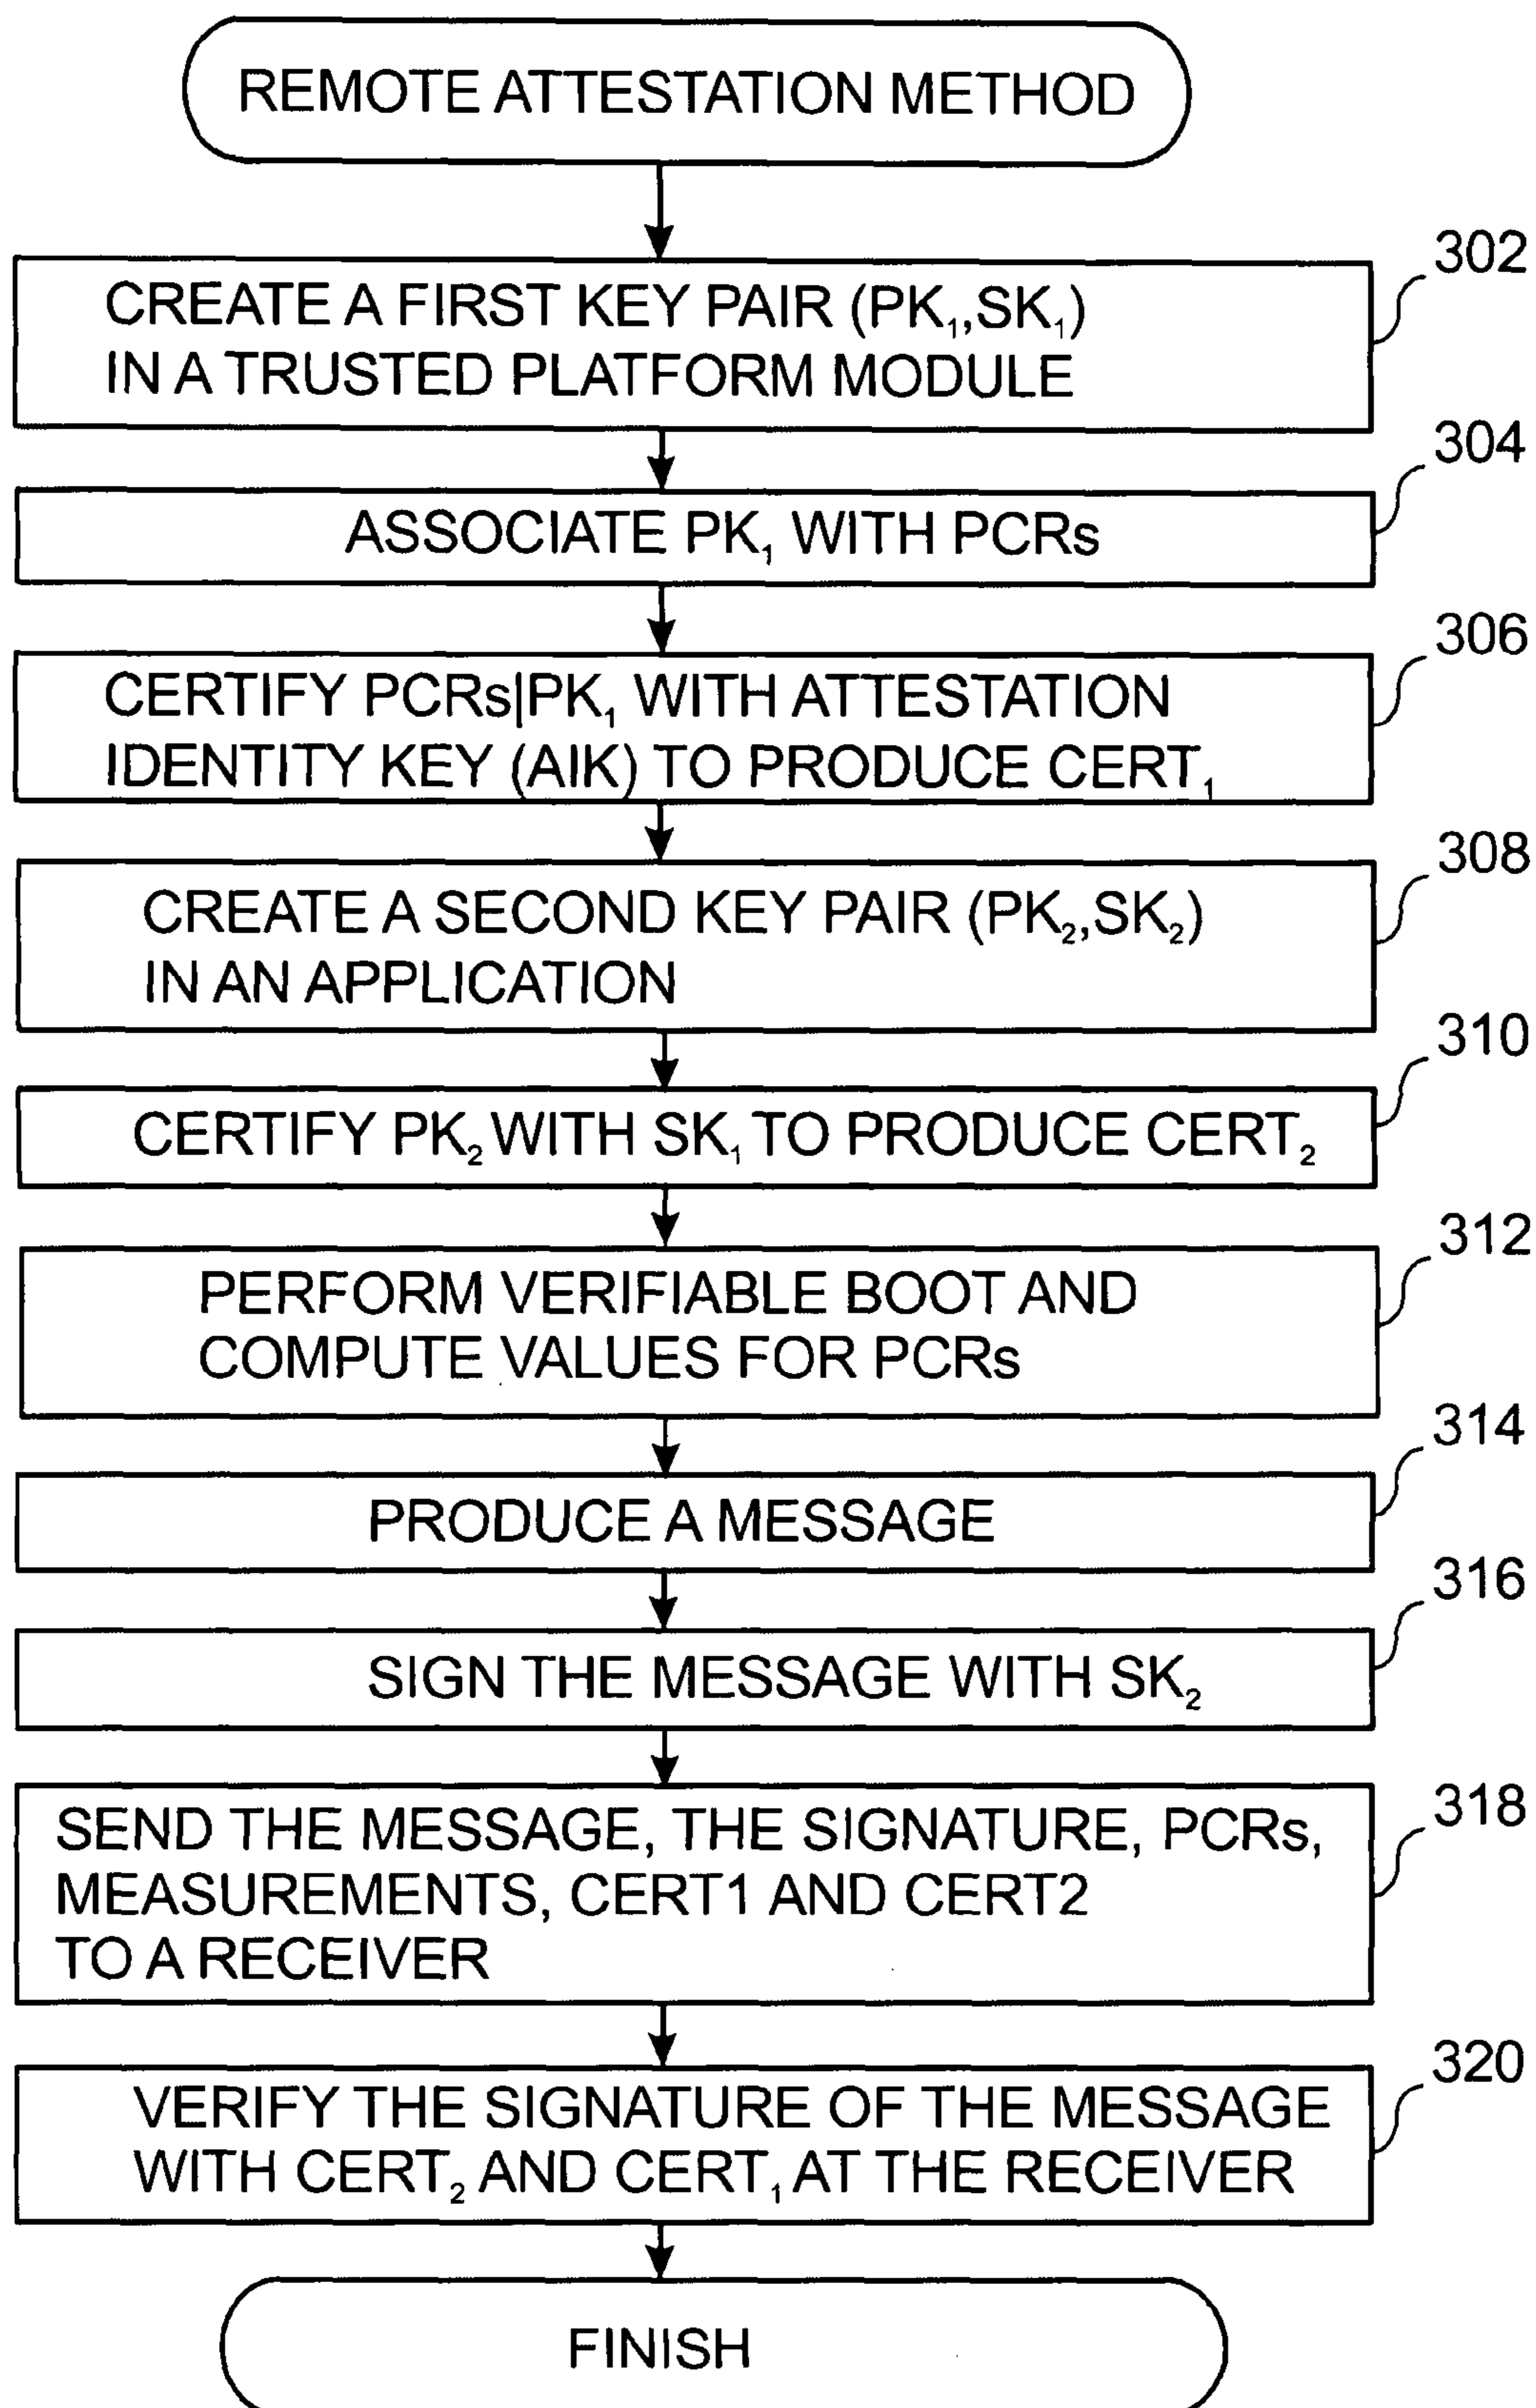 REMOTE ATTESTATION METHOD
302
CREATE A FIRST KEY PAIR (PK₁,SK₁)
IN A TRUSTED PLATFORM MODULE
304
ASSOCIATE PK₁ WITH PCRs
306
CERTIFY PCRs|PK₁ WITH ATTESTATION
IDENTITY KEY (AIK) TO PRODUCE CERT₁
308
CREATE A SECOND KEY PAIR (PK₂,SK₂)
IN AN APPLICATION
310
CERTIFY PK₂ WITH SK₁ TO PRODUCE CERT₂
312
PERFORM VERIFIABLE BOOT AND
COMPUTE VALUES FOR PCRs
314
PRODUCE A MESSAGE
316
SIGN THE MESSAGE WITH SK₂
318
SEND THE MESSAGE, THE SIGNATURE, PCRs,
MEASUREMENTS, CERT1 AND CERT2
TO A RECEIVER
320
VERIFY THE SIGNATURE OF THE MESSAGE
WITH CERT₂ AND CERT₁ AT THE RECEIVER
FINISH